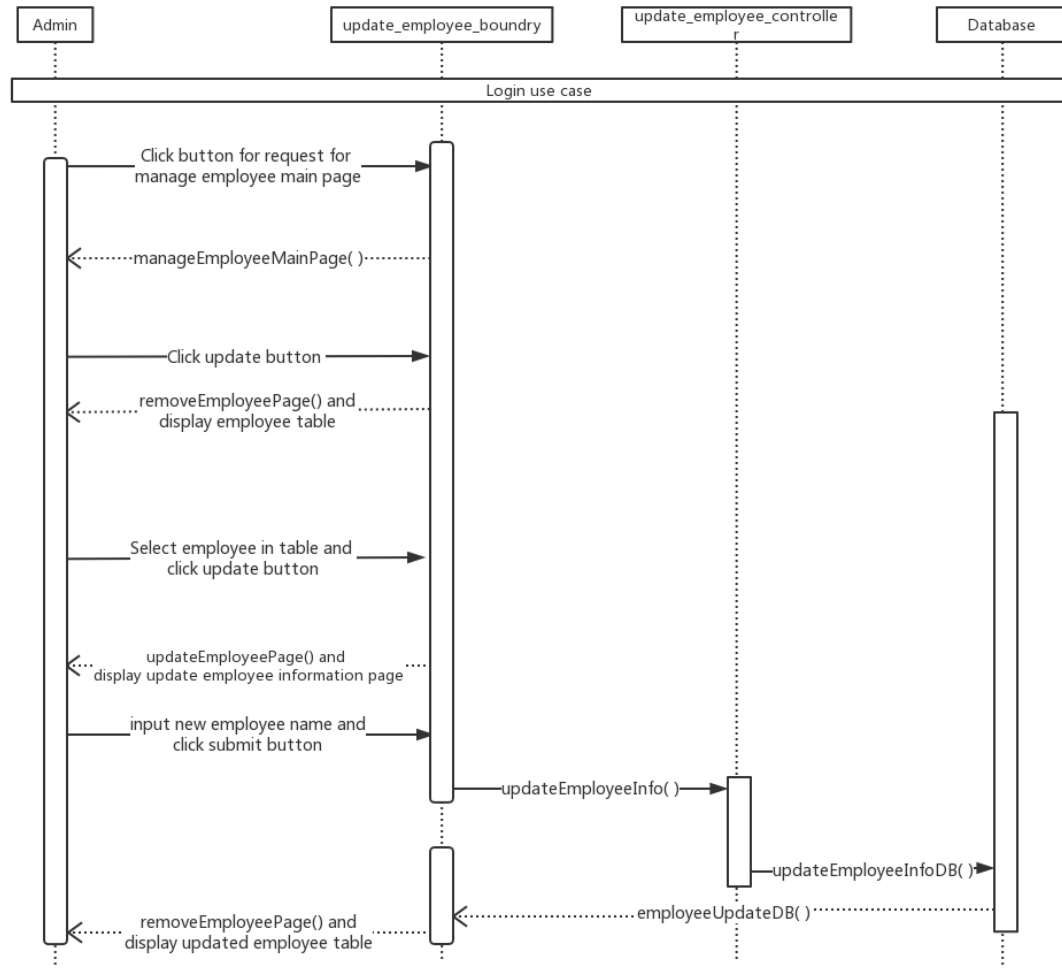 Admin
update_employee_boundry
update_employee_controlle
r
Database
Login use case
Click button for request for
manage employee main page
manageEmployeeMainPage( )
Click update button
removeEmployeePage() and
display employee table
Select employee in table and
click update button
updateEmployeePage() and
display update employee information page
input new employee name and
click submit button
updateEmployeeInfo( )
updateEmployeeInfoDB( )
employeeUpdateDB( )
removeEmployeePage() and
display updated employee table